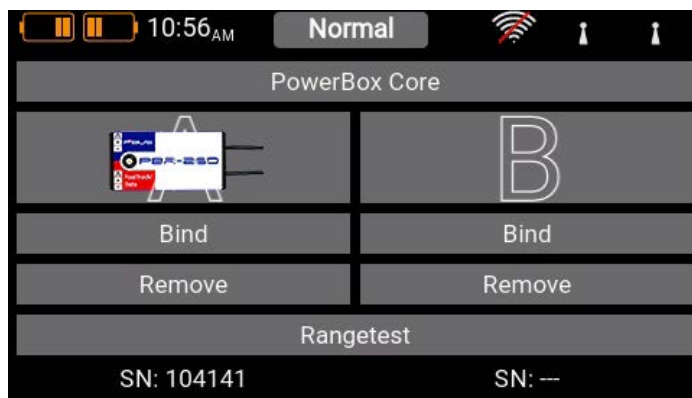 10:56AM Normal
PowerBox Core
A B
PBR-26D
Bind Bind
Remove Remove
Rangetest
SN: 104141 SN: ---